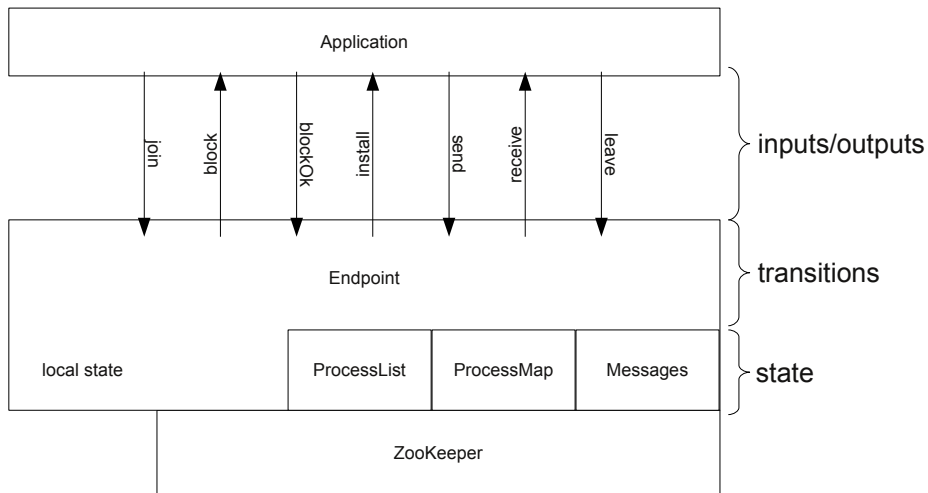 Application
join
block
blockOk
install
send
receive
leave
inputs/outputs
Endpoint
transitions
local state
ProcessList
ProcessMap
Messages
state
ZooKeeper